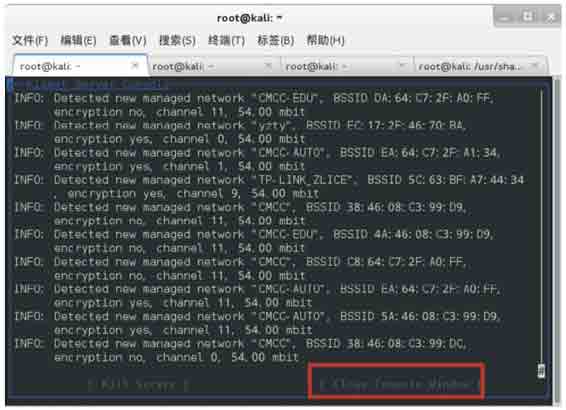 root@kali: ~
文件(F) 编辑(E) 查看(V) 搜索(S) 终端(T) 标签(B) 帮助(H)
root@kali: ~ root@kali: ~ root@kali: ~ root@kali: /usr/sha...
Kismet Server Console
INFO: Detected new managed network "CMCC-EDU", BSSID DA:64:C7:2F:A0:FF,
encryption no, channel 11, 54.00 mbit
INFO: Detected new managed network "yzty", BSSID EC:17:2F:46:70:BA,
encryption yes, channel 0, 54.00 mbit
INFO: Detected new managed network "CMCC-AUTO", BSSID EA:64:C7:2F:A1:34,
encryption yes, channel 1, 54.00 mbit
INFO: Detected new managed network "TP-LINK_ZLICE", BSSID 5C:63:BF:A7:44:34
, encryption yes, channel 9, 54.00 mbit
INFO: Detected new managed network "CMCC", BSSID 38:46:08:C3:99:D9,
encryption no, channel 11, 54.00 mbit
INFO: Detected new managed network "CMCC-EDU", BSSID 4A:46:08:C3:99:D9,
encryption no, channel 11, 54.00 mbit
INFO: Detected new managed network "CMCC", BSSID C8:64:C7:2F:A0:FF,
encryption no, channel 11, 54.00 mbit
INFO: Detected new managed network "CMCC-AUTO", BSSID EA:64:C7:2F:A0:FF,
encryption yes, channel 11, 54.00 mbit
INFO: Detected new managed network "CMCC-AUTO", BSSID 5A:46:08:C3:99:D9,
encryption yes, channel 11, 54.00 mbit
INFO: Detected new managed network "CMCC", BSSID 38:46:08:C3:99:DC,
encryption no, channel 0, 54.00 mbit
[ Kill Server ] [ Close Console Window ]